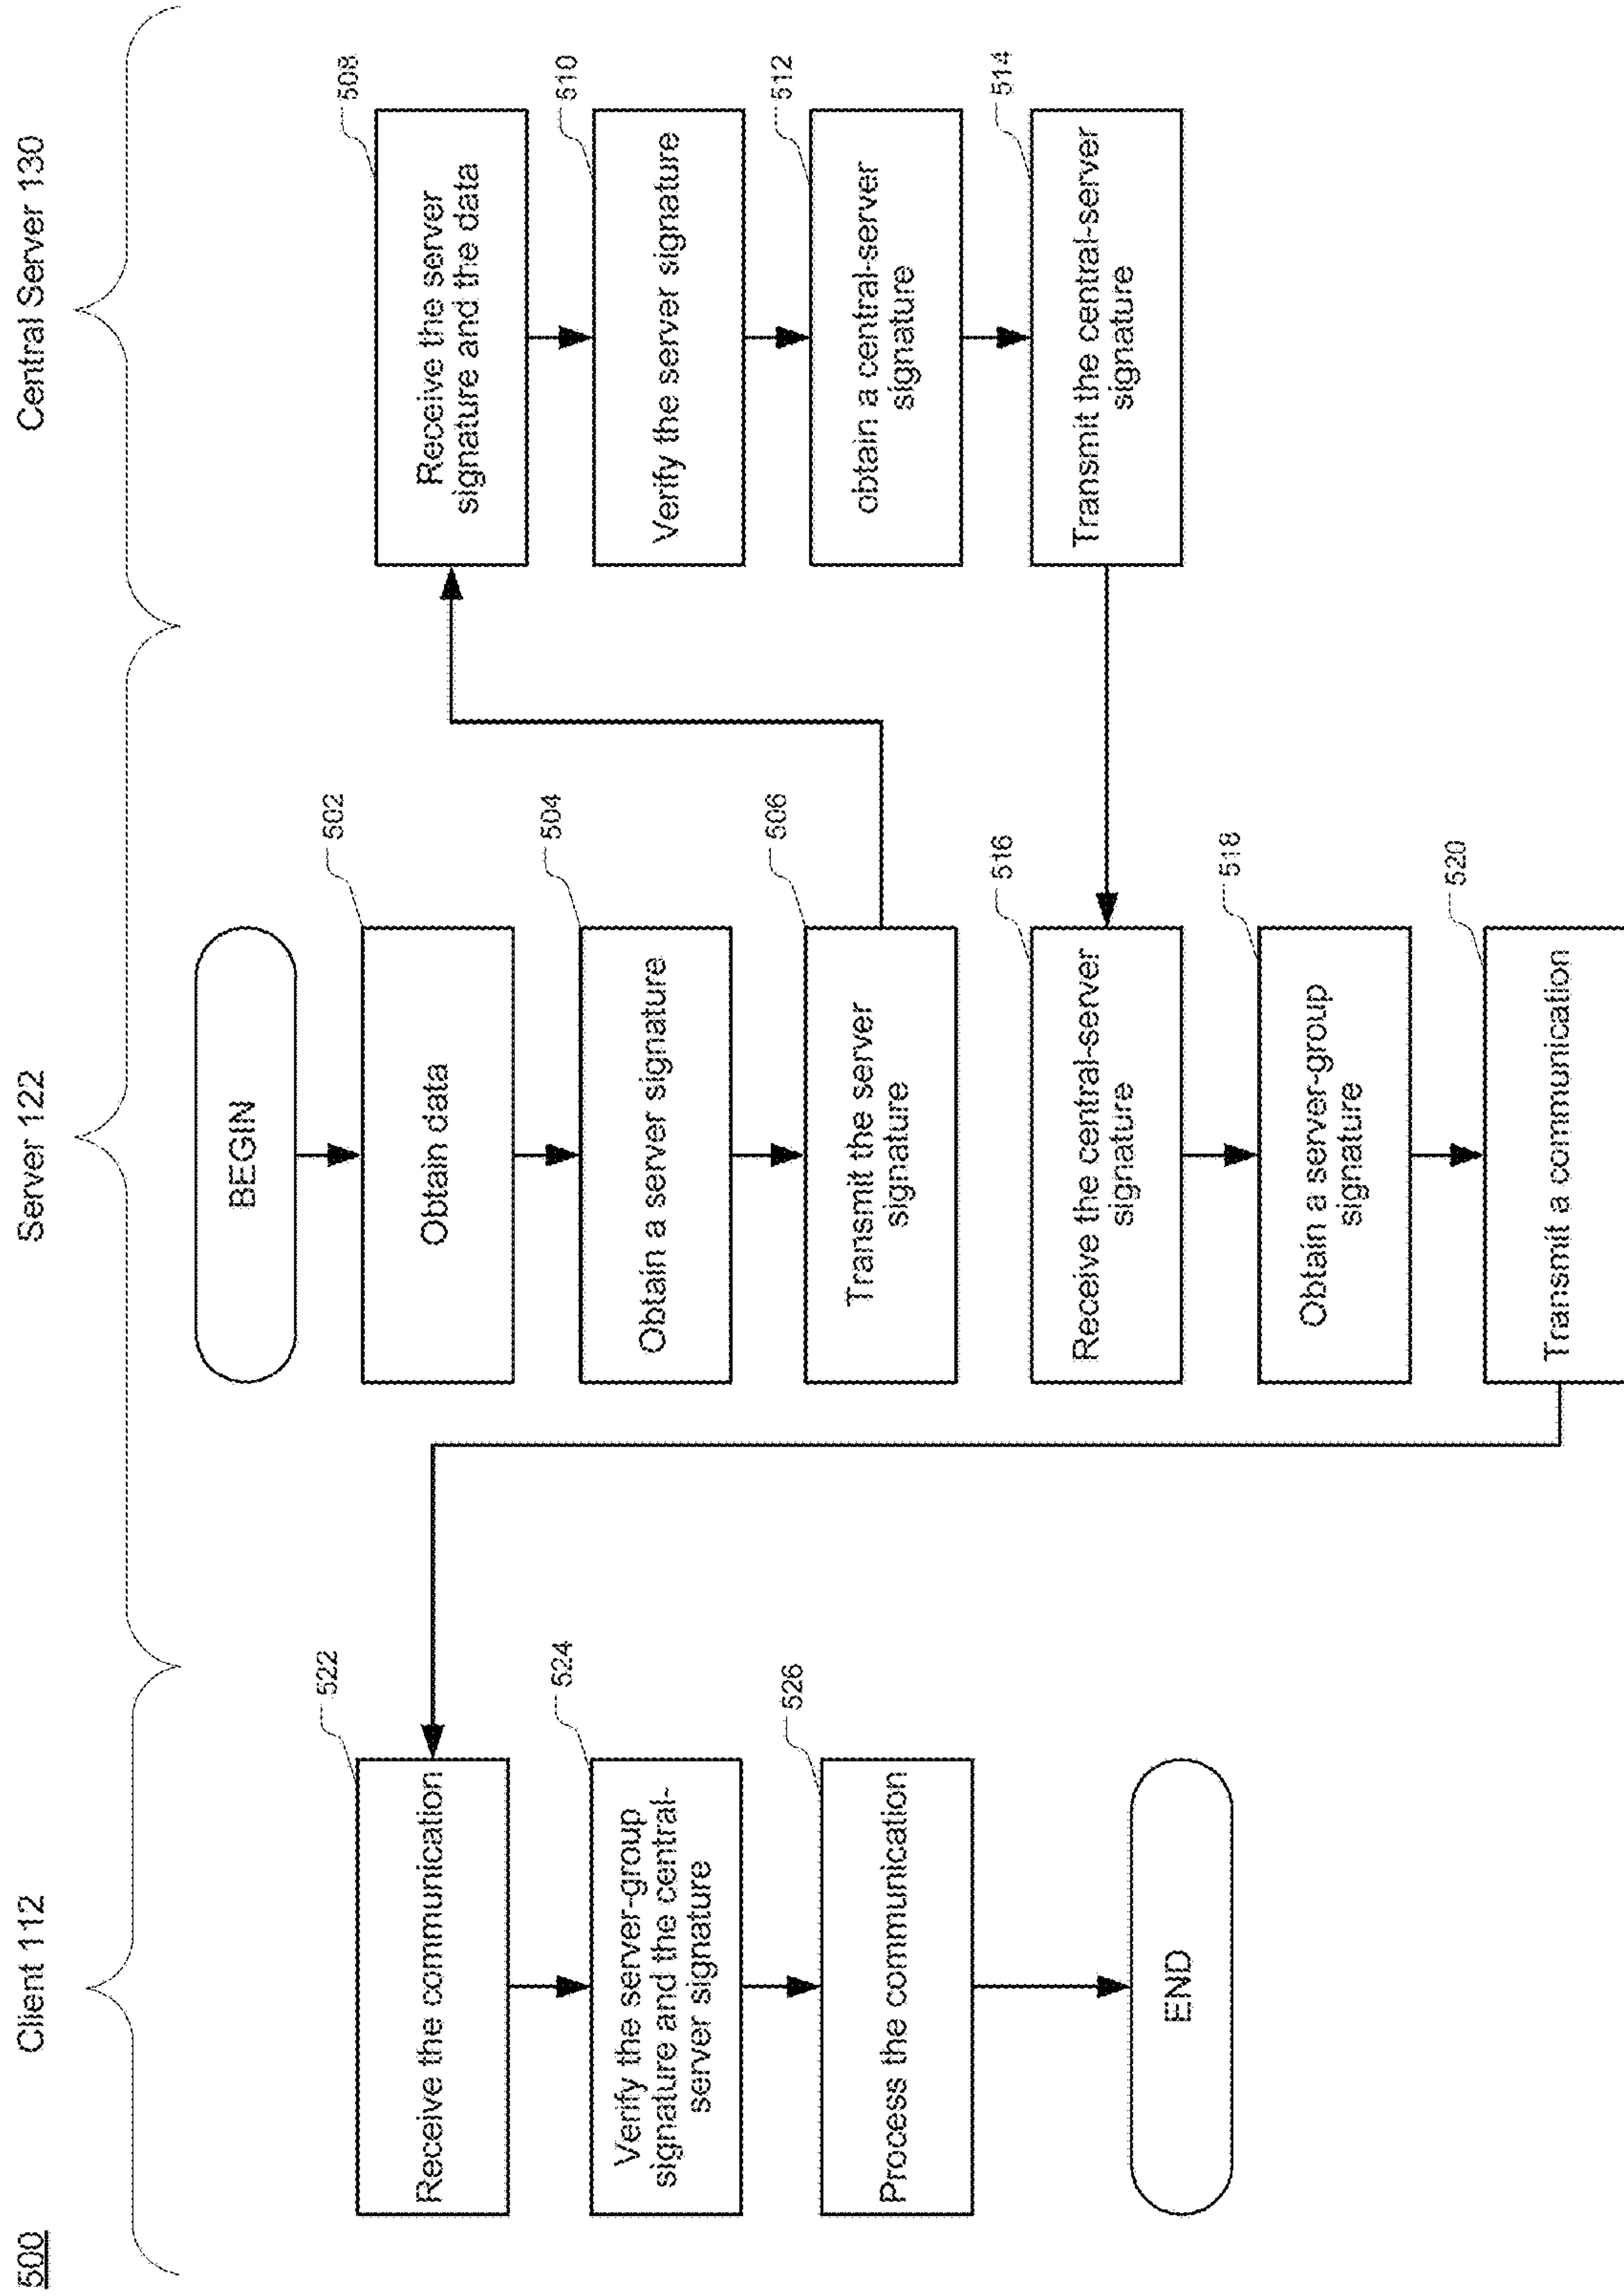 500
Client 112
Server 122
Central Server 130
BEGIN
502
Obtain data
504
Obtain a server signature
506
Transmit the server
signature
508
Receive the server
signature and the data
510
Verify the server signature
512
obtain a central-server
signature
514
Transmit the central-server
signature
516
Receive the central-server
signature
518
Obtain a server-group
signature
520
Transmit a communication
522
Receive the communication
524
Verify the server-group
signature and the central-
server signature
526
Process the communication
END